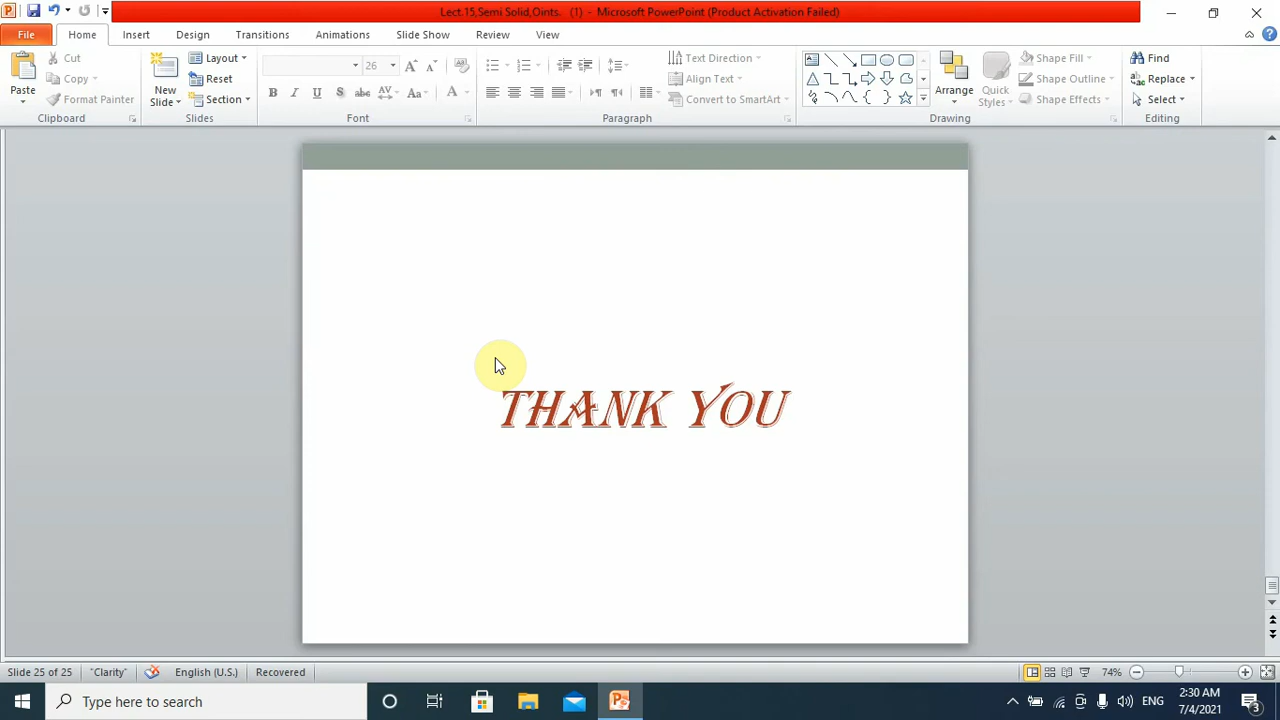 Lect.15,Semi Solid,Oints. (1) - Microsoft PowerPoint (Product Activation Failed)
File Home Insert Design Transitions Animations Slide Show Review View
Paste
Cut
Copy
Format Painter
Clipboard
New Slide
Layout
Reset
Section
Slides
26
B I U S abc AV Aa A
Font
Text Direction
Align Text
Convert to SmartArt
Paragraph
Arrange
Quick Styles
Shape Fill
Shape Outline
Shape Effects
Drawing
Find
Replace
Select
Editing
THANK YOU
Slide 25 of 25 "Clarity" English (U.S.) Recovered 74%
Type here to search
ENG
2:30 AM
7/4/2021
3